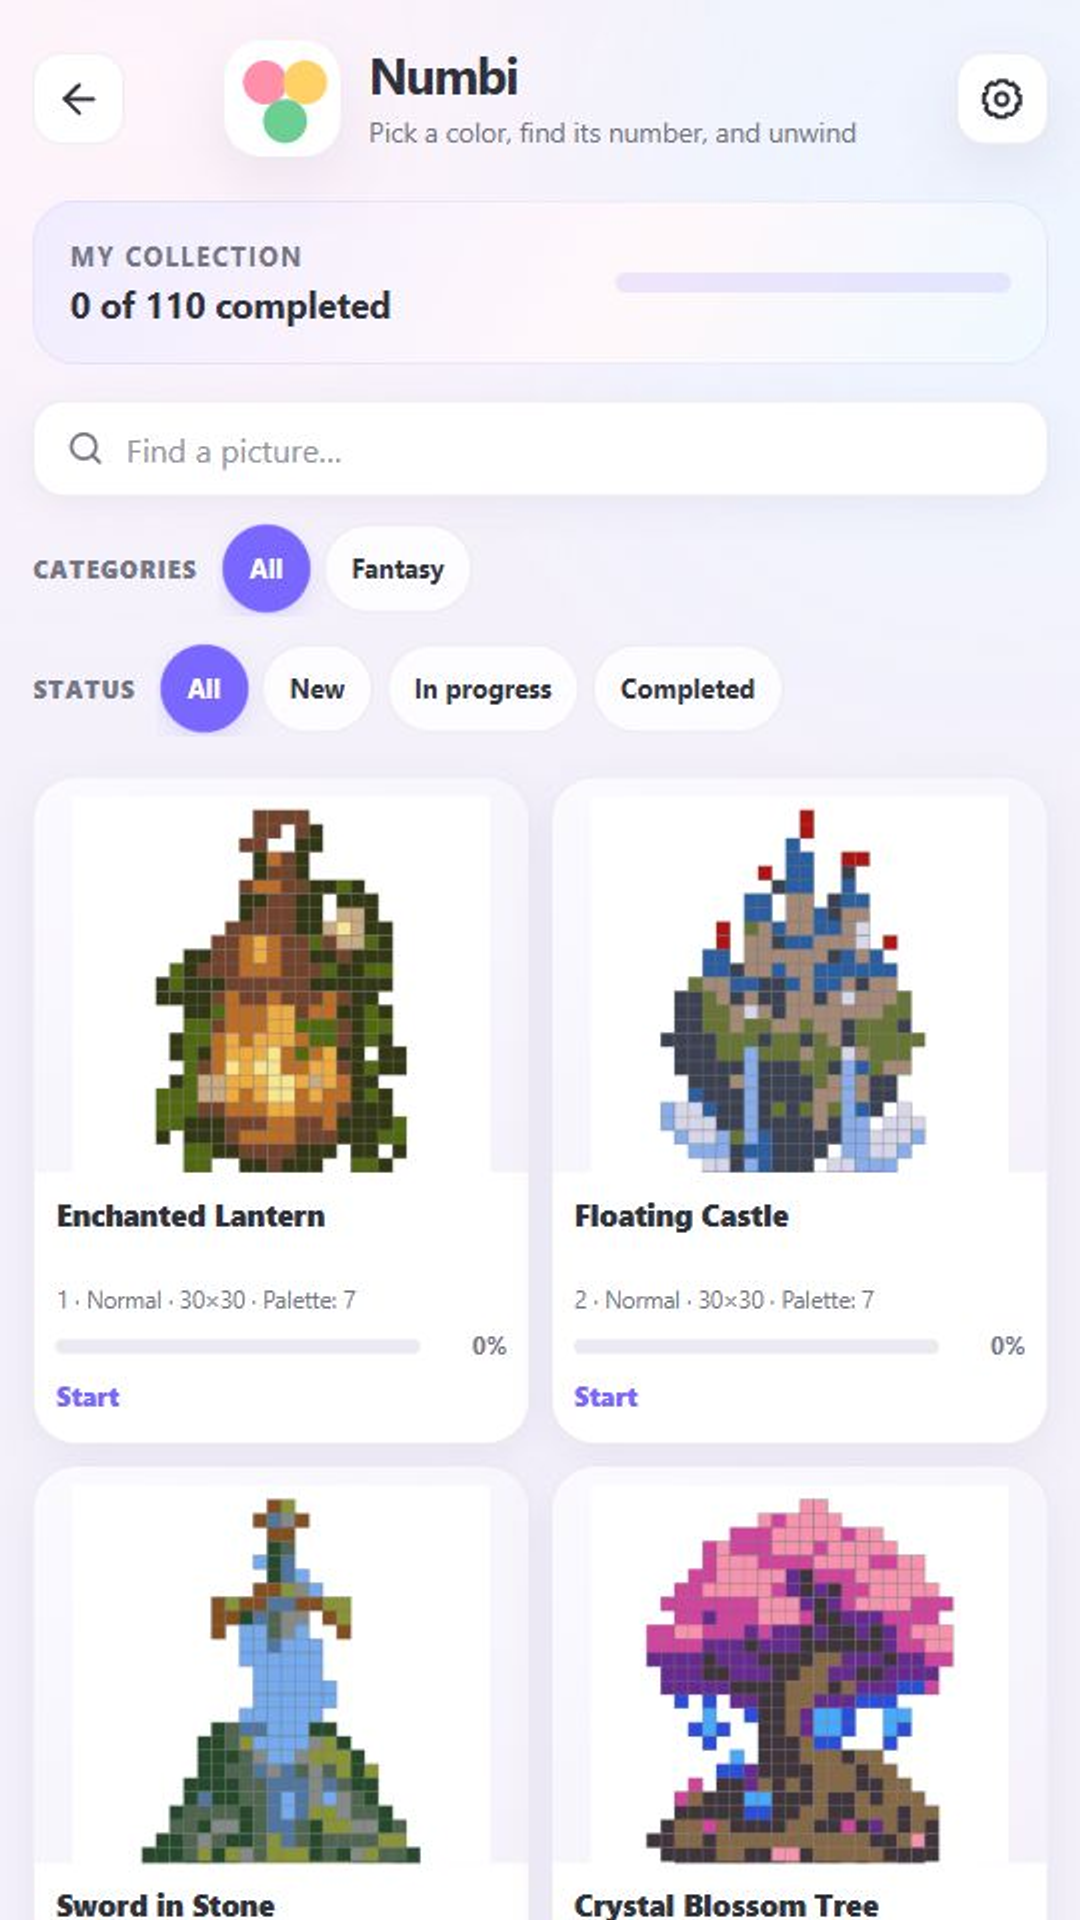 Numbi
Pick a color, find its number, and unwind
MY COLLECTION
0 of 110 completed
Find a picture...
CATEGORIES All Fantasy
STATUS All New In progress Completed
Enchanted Lantern
1 · Normal · 30×30 · Palette: 7
0%
Start
Floating Castle
2 · Normal · 30×30 · Palette: 7
0%
Start
Sword in Stone
Crystal Blossom Tree